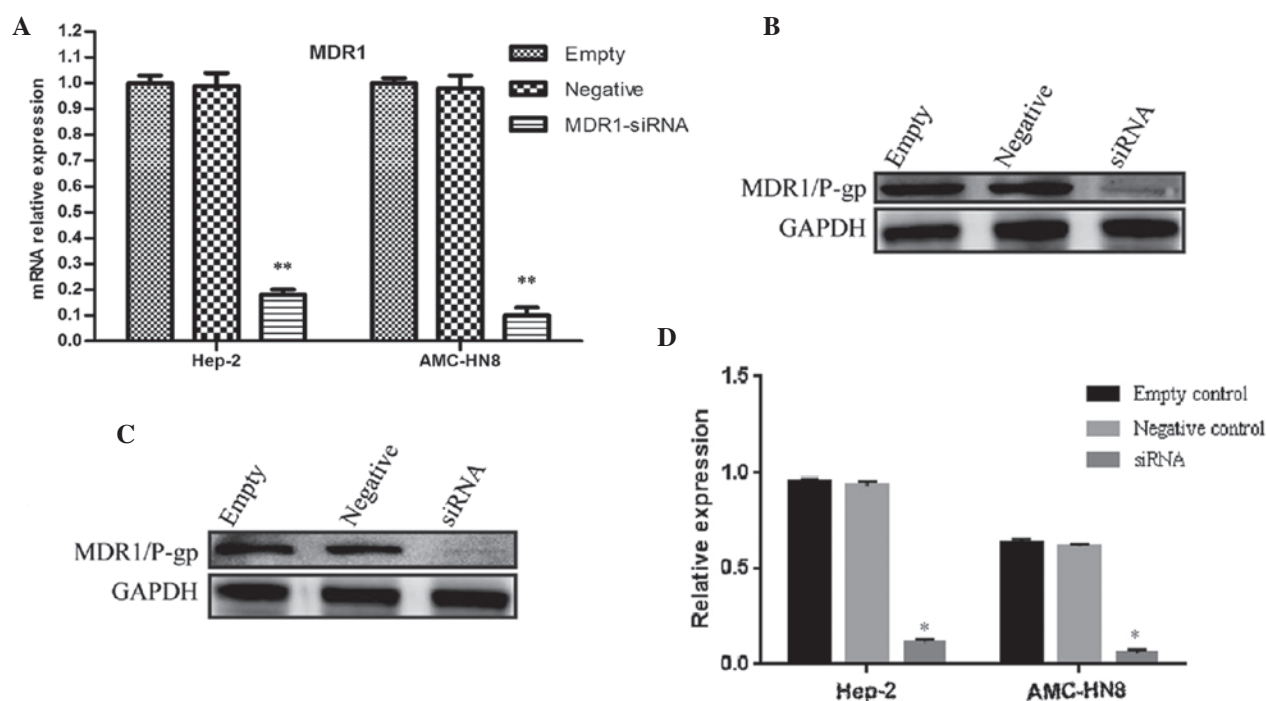 A
1.2
1.1
1.0
0.9
0.8
0.7
0.6
0.5
0.4
0.3
0.2
0.1
0.0
mRNA relative expression
MDR1
Empty
Negative
MDR1-siRNA
**
**
Hep-2
AMC-HN8
B
Empty
Negative
siRNA
MDR1/P-gp
GAPDH
C
Empty
Negative
siRNA
MDR1/P-gp
GAPDH
D
1.5
1.0
0.5
0.0
Relative expression
Empty control
Negative control
siRNA
*
*
Hep-2
AMC-HN8